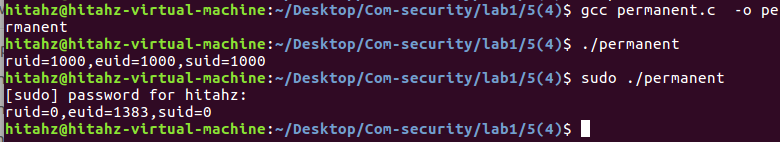 hitahz@hitahz-virtual-machine:~/Desktop/Com-security/lab1/5(4)$ gcc permanent.c  -o pe
rmanent
hitahz@hitahz-virtual-machine:~/Desktop/Com-security/lab1/5(4)$ ./permanent
ruid=1000,euid=1000,suid=1000
hitahz@hitahz-virtual-machine:~/Desktop/Com-security/lab1/5(4)$ sudo ./permanent
[sudo] password for hitahz:
ruid=0,euid=1383,suid=0
hitahz@hitahz-virtual-machine:~/Desktop/Com-security/lab1/5(4)$